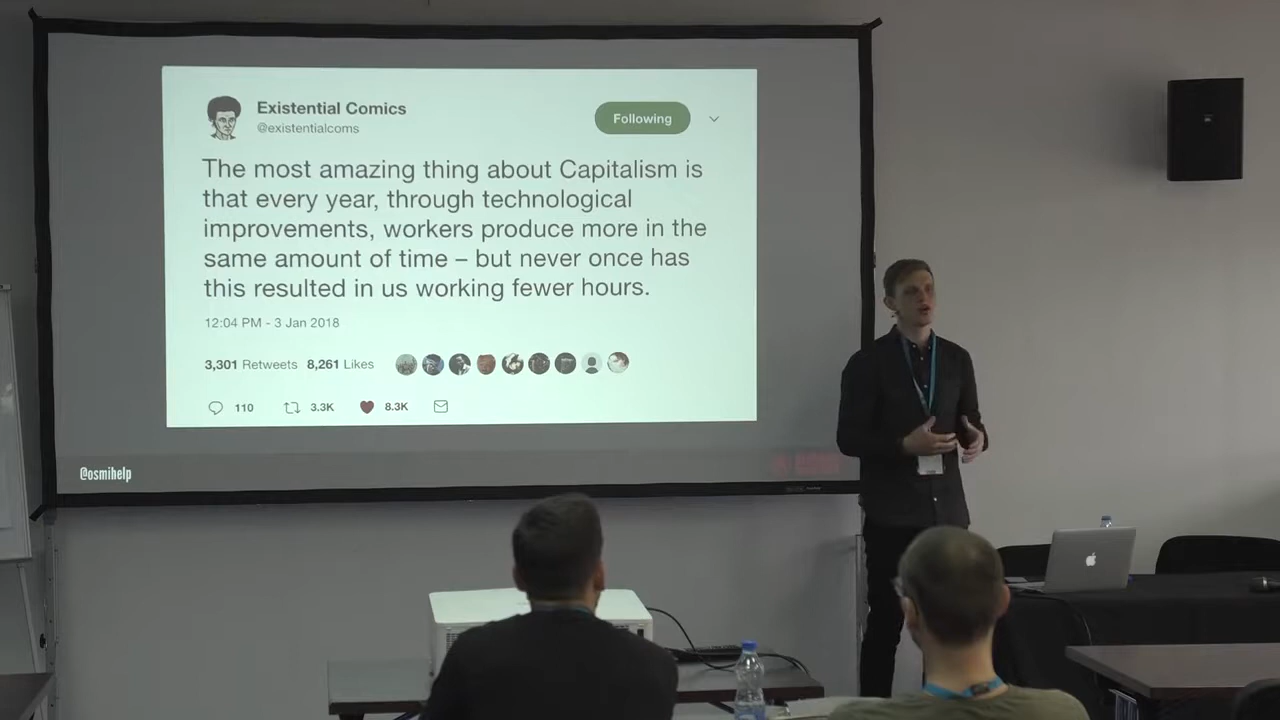 Existential Comics
@existentialcoms
Following
The most amazing thing about Capitalism is
that every year, through technological
improvements, workers produce more in the
same amount of time – but never once has
this resulted in us working fewer hours.
12:04 PM - 3 Jan 2018
3,301 Retweets 8,261 Likes
110 3.3K 8.3K
@osmihelp